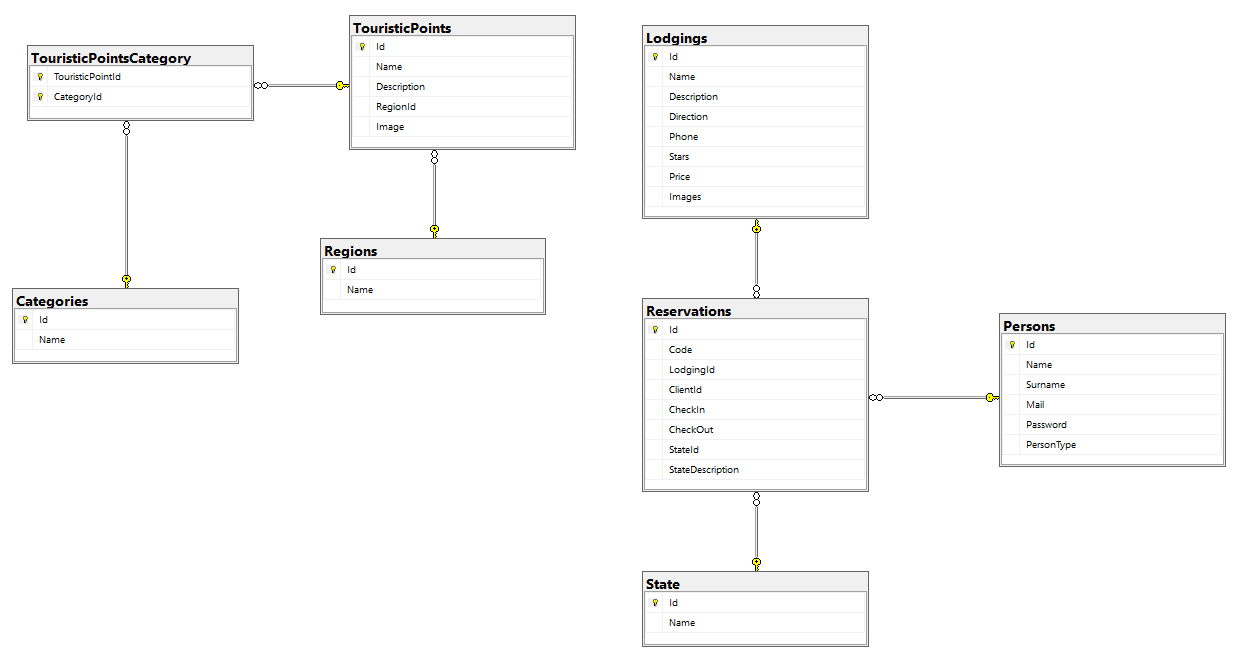 TouristicPointsCategory
TouristicPointId
CategoryId
TouristicPoints
Id
Name
Description
RegionId
Image
Regions
Id
Name
Categories
Id
Name
Lodgings
Id
Name
Description
Direction
Phone
Stars
Price
Images
Reservations
Id
Code
LodgingId
ClientId
CheckIn
CheckOut
StateId
StateDescription
Persons
Id
Name
Surname
Mail
Password
PersonType
State
Id
Name